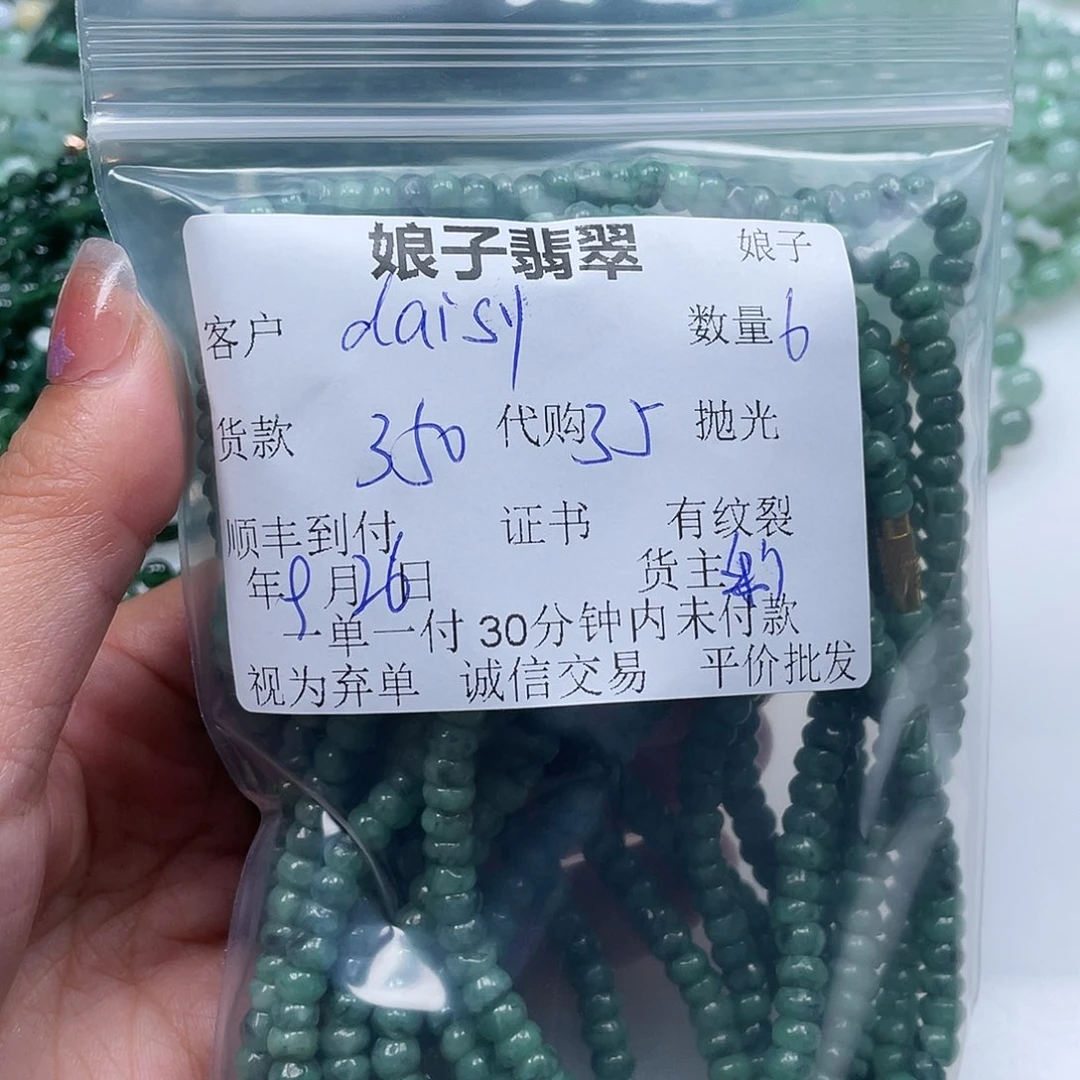 娘子翡翠 娘子
客户 daisy 数量 6
货款 350 代购 35 抛光
顺丰到付 证书 有纹裂
年 9 月 26 日 货主
一单一付 30分钟内未付款
视为弃单 诚信交易 平价批发